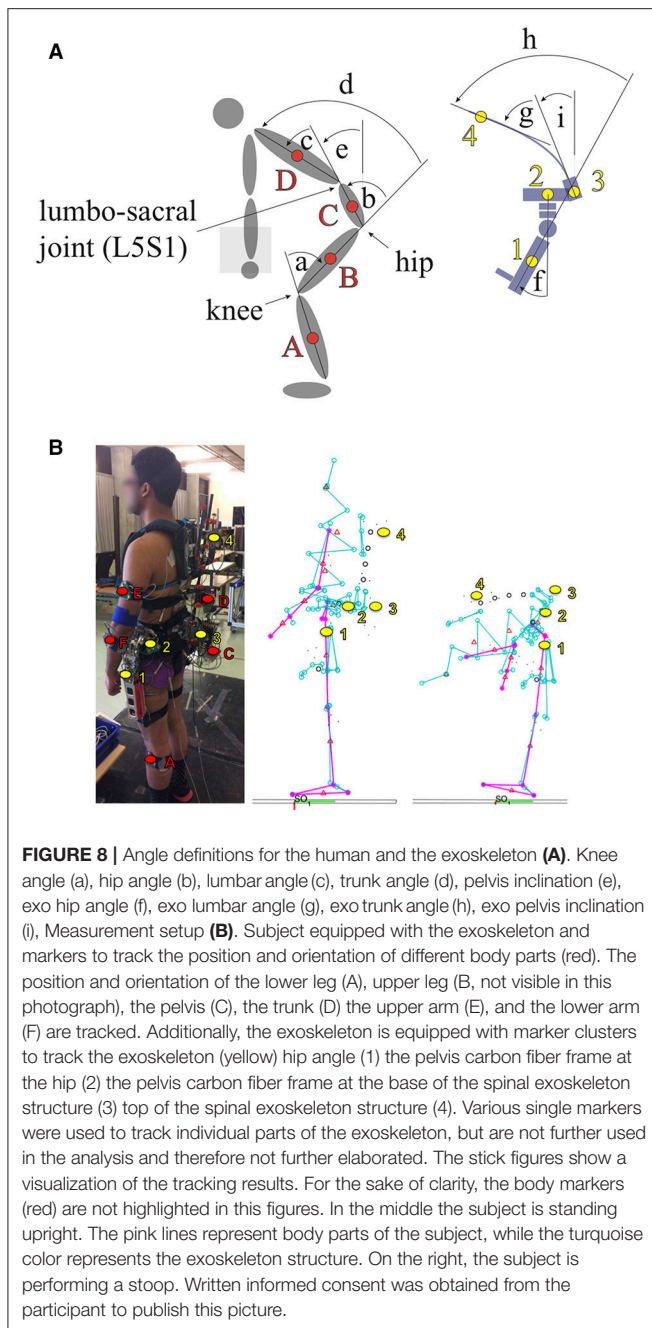 A
h
d
g
i
4
c
e
D
b
2
3
C
lumbo-sacral
joint (L5S1)
1
a
hip
B
f
knee
A
B
4
4
E
D
3
4
2
3
2
F
3
1
2
C
1
1
A
SO1
SO1
FIGURE 8 | Angle definitions for the human and the exoskeleton (A). Knee
angle (a), hip angle (b), lumbar angle (c), trunk angle (d), pelvis inclination (e),
exo hip angle (f), exo lumbar angle (g), exo trunk angle (h), exo pelvis inclination
(i), Measurement setup (B). Subject equipped with the exoskeleton and
markers to track the position and orientation of different body parts (red). The
position and orientation of the lower leg (A), upper leg (B, not visible in this
photograph), the pelvis (C), the trunk (D) the upper arm (E), and the lower arm
(F) are tracked. Additionally, the exoskeleton is equipped with marker clusters
to track the exoskeleton (yellow) hip angle (1) the pelvis carbon fiber frame at
the hip (2) the pelvis carbon fiber frame at the base of the spinal exoskeleton
structure (3) top of the spinal exoskeleton structure (4). Various single markers
were used to track individual parts of the exoskeleton, but are not further used
in the analysis and therefore not further elaborated. The stick figures show a
visualization of the tracking results. For the sake of clarity, the body markers
(red) are not highlighted in this figures. In the middle the subject is standing
upright. The pink lines represent body parts of the subject, while the turquoise
color represents the exoskeleton structure. On the right, the subject is
performing a stoop. Written informed consent was obtained from the
participant to publish this picture.